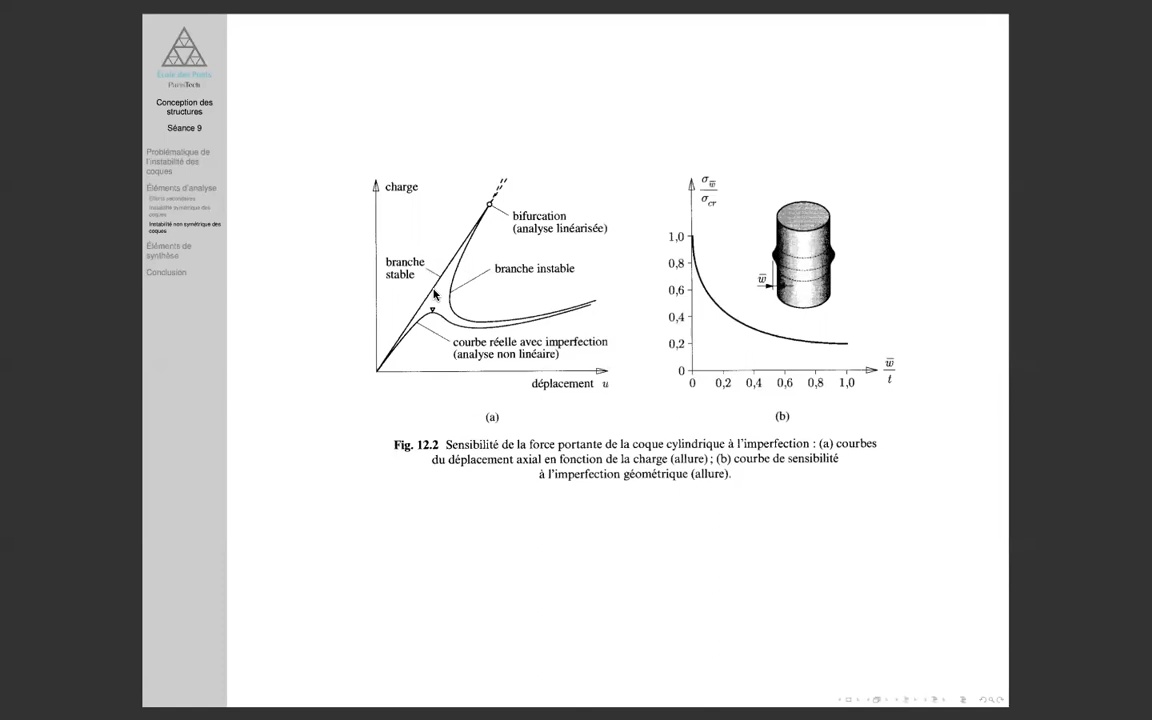 École des Ponts
ParisTech
Conception des
structures
Séance 9
Problématique de
l'instabilité des
coques
Éléments d'analyse
Instabilité symétrique des
coques
Instabilité non symétrique des
coques
Éléments de
synthèse
Conclusion
charge
bifurcation
(analyse linéarisée)
branche
stable
branche instable
courbe réelle avec imperfection
(analyse non linéaire)
déplacement u
(a)
σ w̅
σcr
1,0
0,8
0,6
0,4
0,2
0
w̅
0 0,2 0,4 0,6 0,8 1,0
w̅
t
(b)
Fig. 12.2 Sensibilité de la force portante de la coque cylindrique à l'imperfection : (a) courbes
du déplacement axial en fonction de la charge (allure) ; (b) courbe de sensibilité
à l'imperfection géométrique (allure).